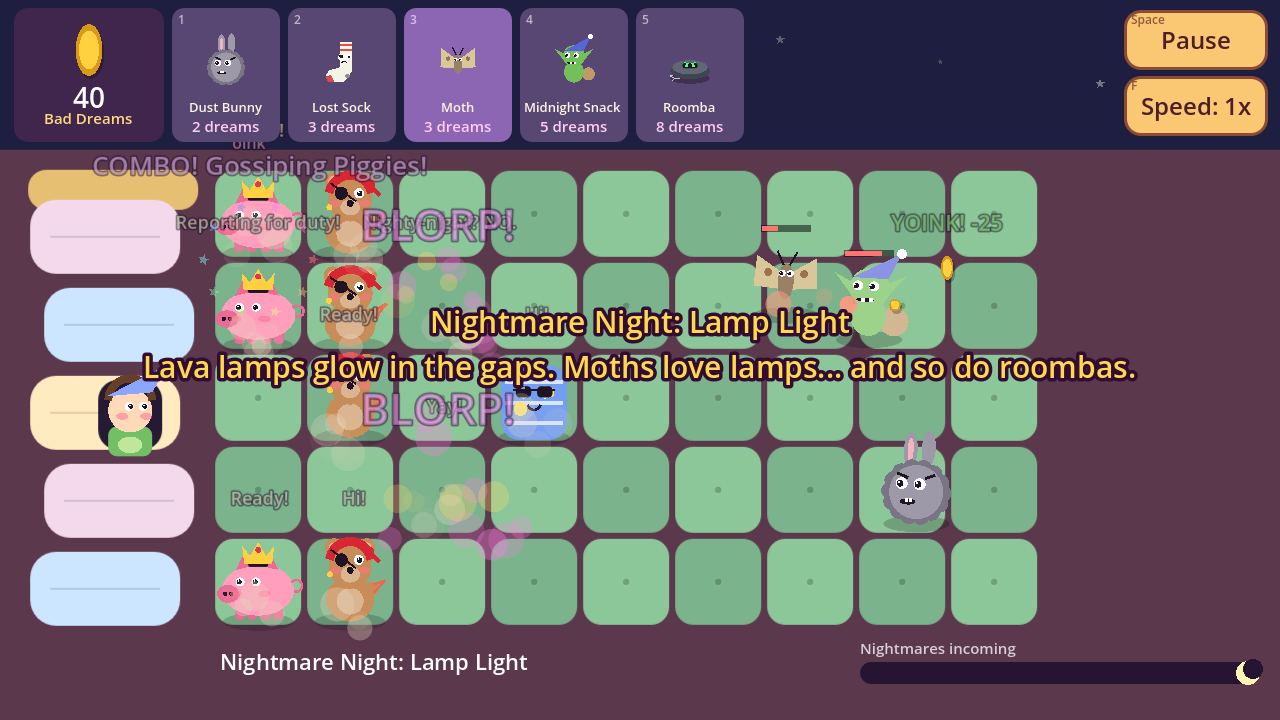 40
Bad Dreams
1
Dust Bunny
2 dreams
2
Lost Sock
3 dreams
3
Moth
3 dreams
4
Midnight Snack
5 dreams
5
Roomba
8 dreams
Space
Pause
F
Speed: 1x
oink
COMBO! Gossiping Piggies!
Reporting for duty!
BLORP!
YOINK! -25
Ready!
Nightmare Night: Lamp Light
Lava lamps glow in the gaps. Moths love lamps... and so do roombas.
BLORP!
Ready!
Hi!
Nightmare Night: Lamp Light
Nightmares incoming